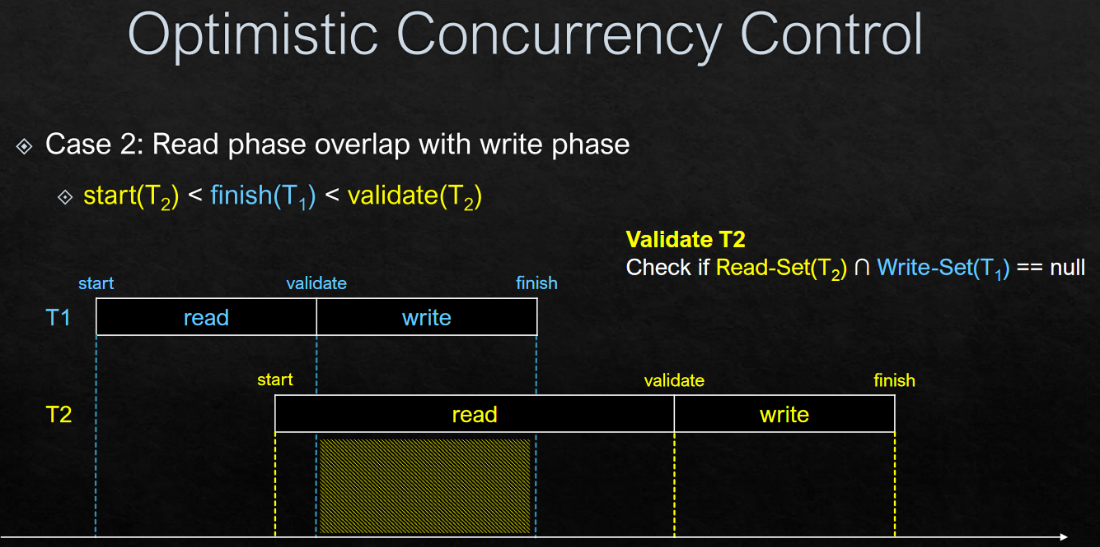 Optimistic Concurrency Control
Case 2: Read phase overlap with write phase
start(T₂) < finish(T₁) < validate(T₂)
Validate T2
Check if Read-Set(T₂) ∩ Write-Set(T₁) == null
start validate finish
T1 read write
start validate finish
T2 read write